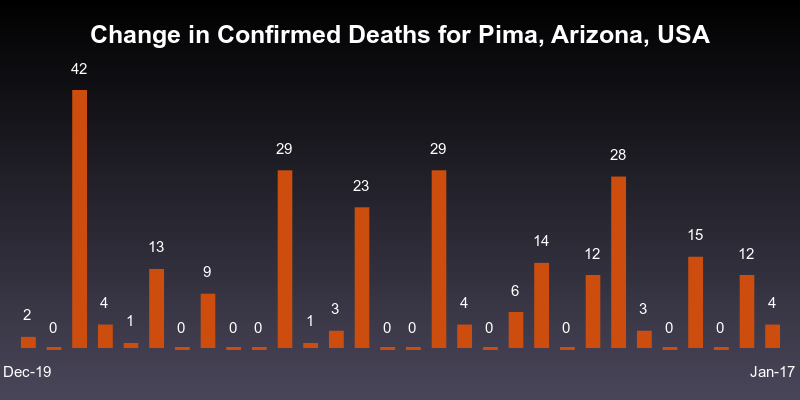 Change in Confirmed Deaths for Pima, Arizona, USA
2 0 42 4 1 13 0 9 0 0 29 1 3 23 0 0 29 4 0 6 14 0 12 28 3 0 15 0 12 4
Dec-19 Jan-17